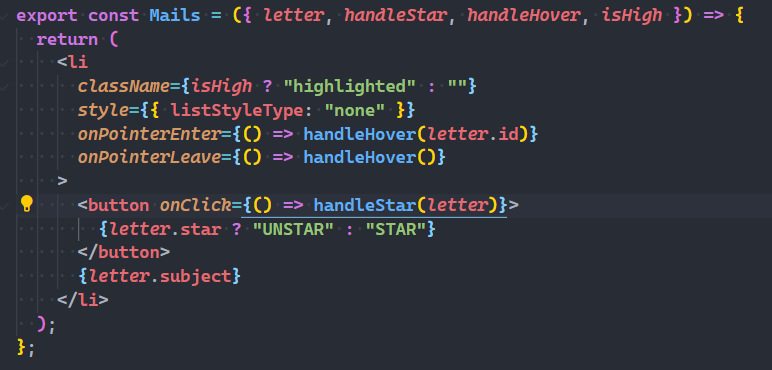 export const Mails = ({ letter, handleStar, handleHover, isHigh }) => {
  return (
    <li
      className={isHigh ? "highlighted" : ""}
      style={{ listStyleType: "none" }}
      onPointerEnter={() => handleHover(letter.id)}
      onPointerLeave={() => handleHover()}
    >
      <button onClick={() => handleStar(letter)}>
        {letter.star ? "UNSTAR" : "STAR"}
      </button>
      {letter.subject}
    </li>
  );
};